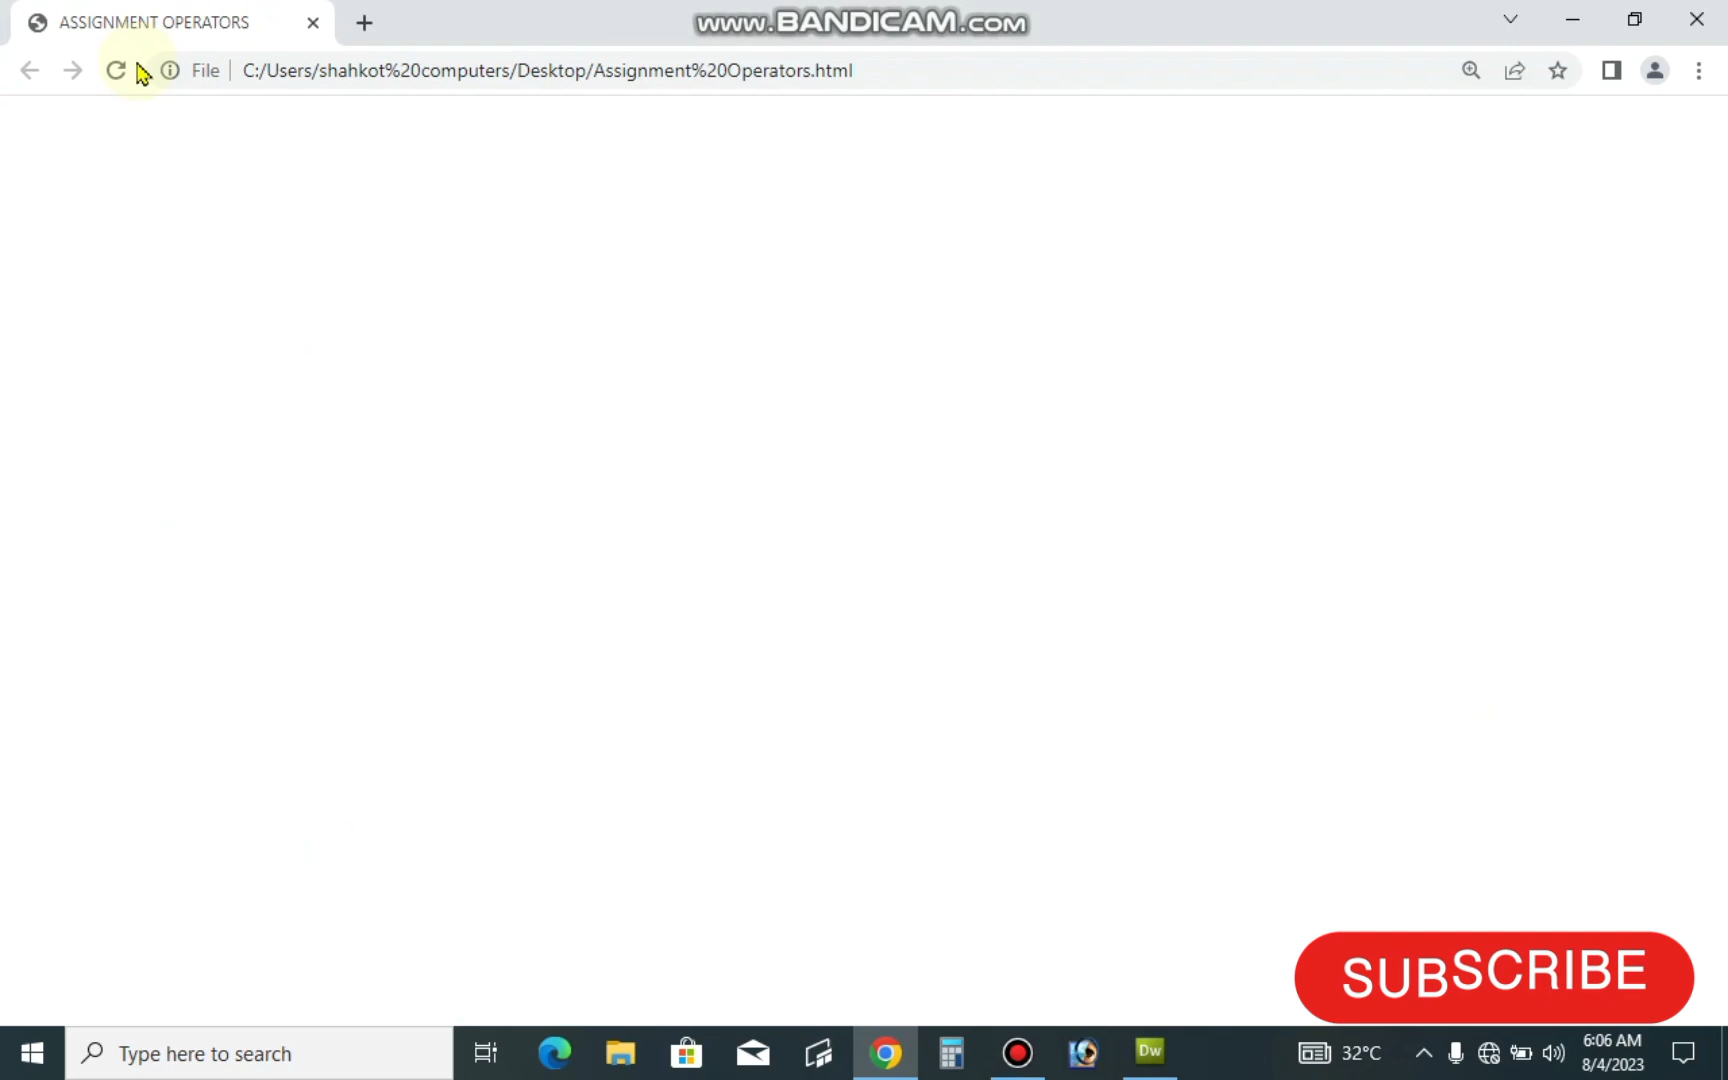 ASSIGNMENT OPERATORS
www.BANDICAM.com
File
C:/Users/shahkot%20computers/Desktop/Assignment%20Operators.html
SUBSCRIBE
Type here to search
Dw
32°C
6:06 AM
8/4/2023